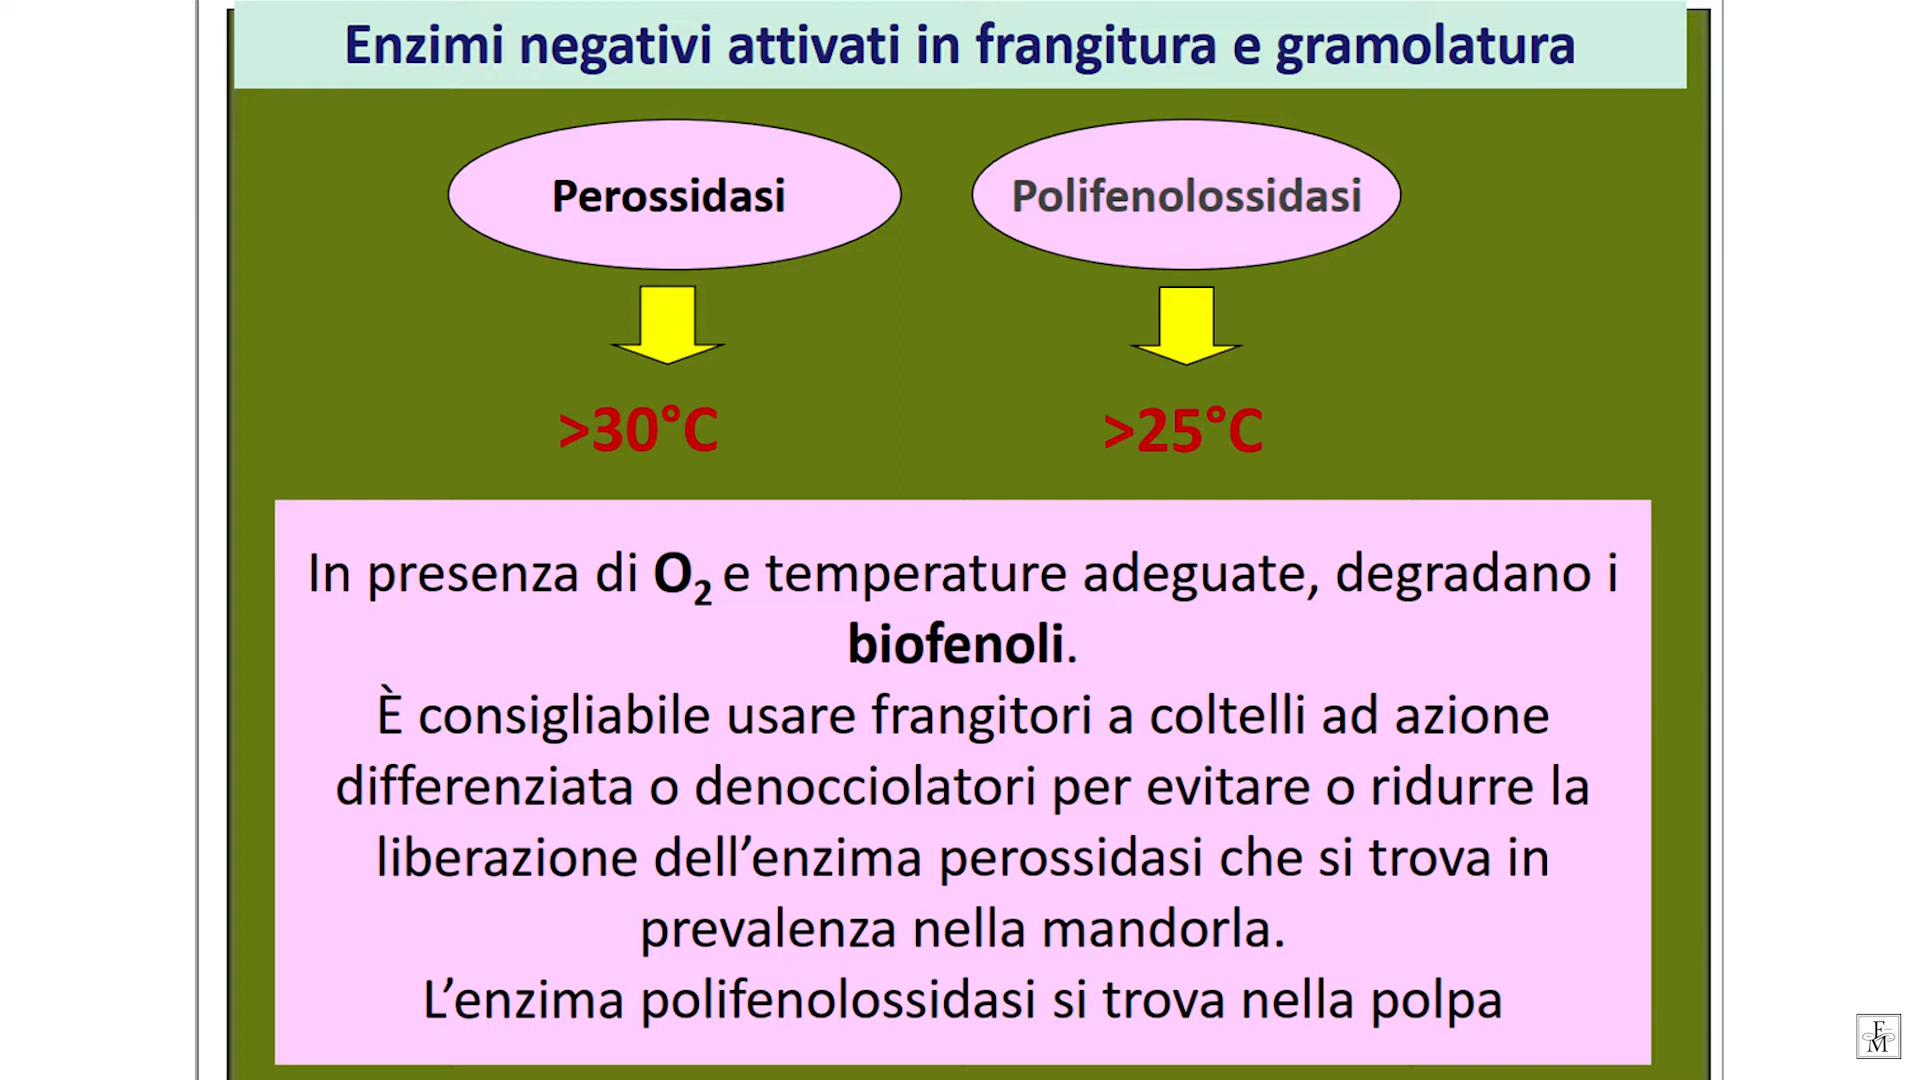 Enzimi negativi attivati in frangitura e gramolatura
Perossidasi
Polifenolossidasi
>30°C
>25°C
In presenza di O₂ e temperature adeguate, degradano i
biofenoli.
È consigliabile usare frangitori a coltelli ad azione
differenziata o denocciolatori per evitare o ridurre la
liberazione dell’enzima perossidasi che si trova in
prevalenza nella mandorla.
L’enzima polifenolossidasi si trova nella polpa
F
M